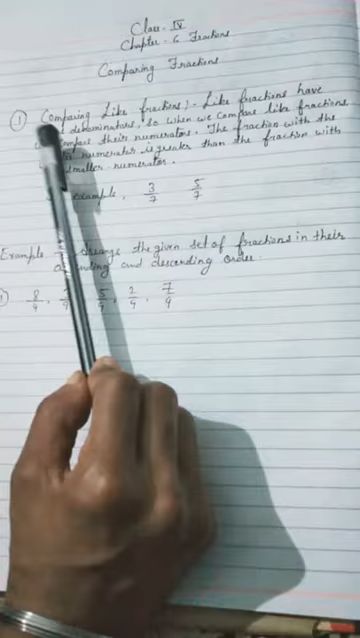 Class - IV
Chapter - 6 Fractions
Comparing Fractions
① Comparing Like fractions :- Like fractions have
denominators, so when we compare like fractions
compare their numerators. The fraction with the
numerator is greater than the fraction with
smaller numerator.
example, 3/7 5/7
Example arrange the given set of fractions in their
and descending order.
8/9, 5/9, 2/9, 7/9